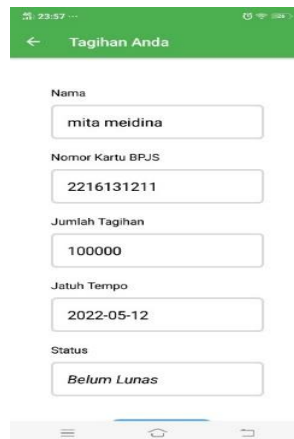 23:57
Tagihan Anda
Nama
mita meidina
Nomor Kartu BPJS
2216131211
Jumlah Tagihan
100000
Jatuh Tempo
2022-05-12
Status
Belum Lunas